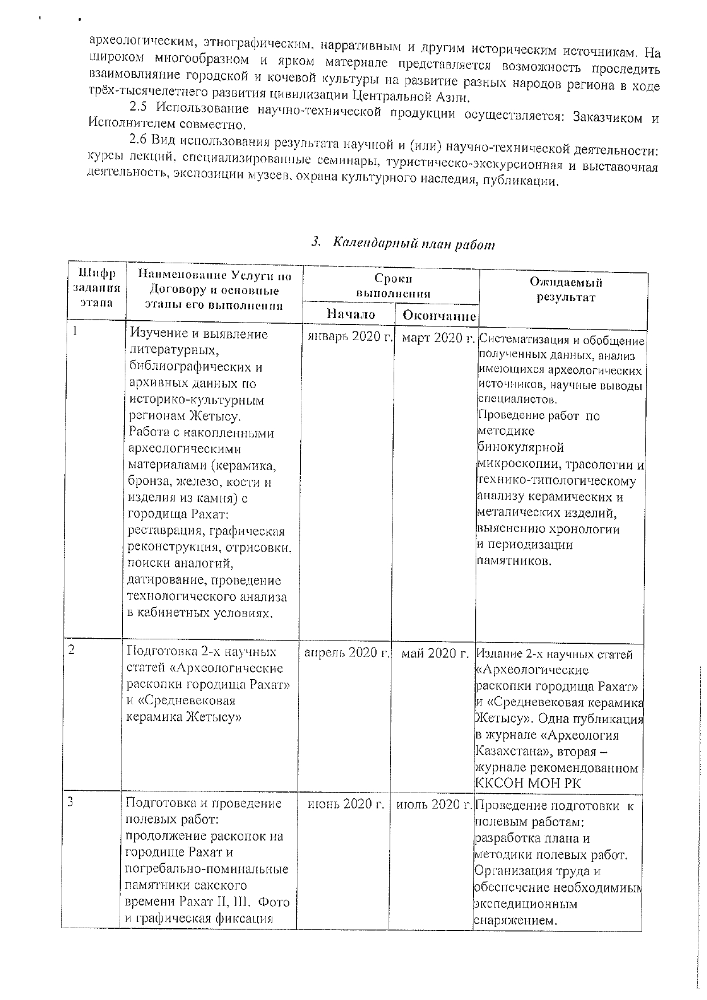 археологическим, этнографическим, нарративным и другим историческим источникам. На
широком многообразном и ярком материале представляется возможность проследить
взаимовлияние городской и кочевой культуры на развитие разных народов региона в ходе
трёх-тысячелетнего развития цивилизации Центральной Азии.
2.5 Использование научно-технической продукции осуществляется: Заказчиком и
Исполнителем совместно.
2.6 Вид использования результата научной и (или) научно-технической деятельности:
курсы лекций, специализированные семинары, туристическо-экскурсионная и выставочная
деятельность, экспозиции музеев, охрана культурного наследия, публикации.
3. Календарный план работ
Шифр
задания
этапа
Наименование Услуги по
Договору и основные
этапы его выполнения
Сроки
выполнения
Начало
Окончание
Ожидаемый
результат
1
Изучение и выявление
литературных,
библиографических и
архивных данных по
историко-культурным
регионам Жетысу.
Работа с накопленными
археологическими
материалами (керамика,
бронза, железо, кости и
изделия из камня) с
городища Рахат:
реставрация, графическая
реконструкция, отрисовки,
поиски аналогий,
датирование, проведение
технологического анализа
в кабинетных условиях.
январь 2020 г.
март 2020 г.
Систематизация и обобщение
полученных данных, анализ
имеющихся археологических
источников, научные выводы
специалистов.
Проведение работ по
методике
бинокулярной
микроскопии, трасологии и
технико-типологическому
анализу керамических и
металических изделий,
выяснению хронологии
и периодизации
памятников.
2
Подготовка 2-х научных
статей «Археологические
раскопки городища Рахат»
и «Средневековая
керамика Жетысу»
апрель 2020 г.
май 2020 г.
Издание 2-х научных статей
«Археологические
раскопки городища Рахат»
и «Средневековая керамика
Жетысу». Одна публикация
в журнале «Археология
Казахстана», вторая –
журнале рекомендованном
ККСОН МОН РК
3
Подготовка и проведение
полевых работ:
продолжение раскопок на
городище Рахат и
погребально-поминальные
памятники сакского
времени Рахат II, III. Фото
и графическая фиксация
июнь 2020 г.
июль 2020 г.
Проведение подготовки к
полевым работам:
разработка плана и
методики полевых работ.
Организация труда и
обеспечение необходимиым
экспедиционным
снаряжением.